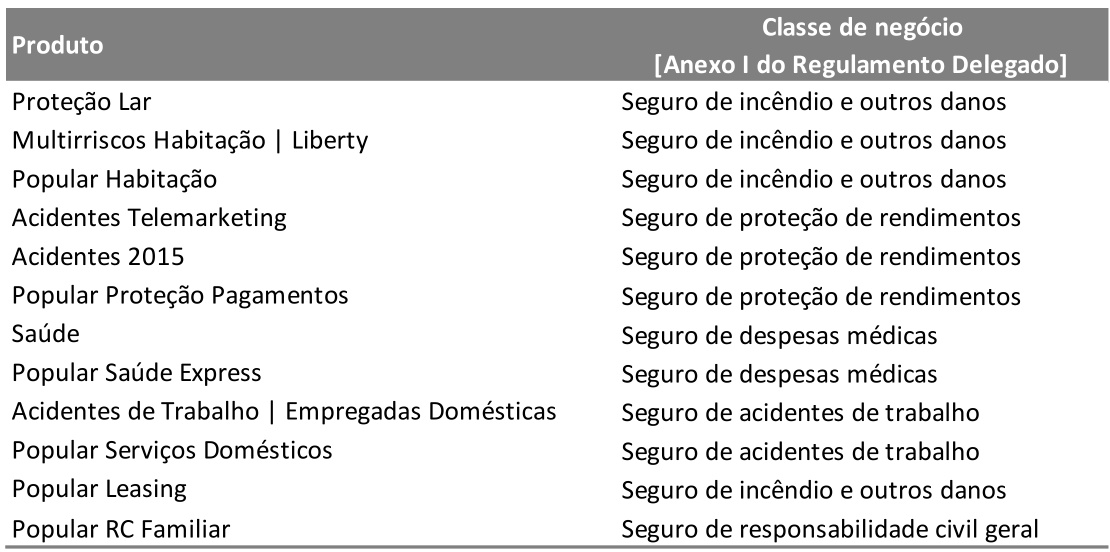 Produto Classe de negócio
[Anexo I do Regulamento Delegado]
Proteção Lar Seguro de incêndio e outros danos
Multirriscos Habitação | Liberty Seguro de incêndio e outros danos
Popular Habitação Seguro de incêndio e outros danos
Acidentes Telemarketing Seguro de proteção de rendimentos
Acidentes 2015 Seguro de proteção de rendimentos
Popular Proteção Pagamentos Seguro de proteção de rendimentos
Saúde Seguro de despesas médicas
Popular Saúde Express Seguro de despesas médicas
Acidentes de Trabalho | Empregadas Domésticas Seguro de acidentes de trabalho
Popular Serviços Domésticos Seguro de acidentes de trabalho
Popular Leasing Seguro de incêndio e outros danos
Popular RC Familiar Seguro de responsabilidade civil geral